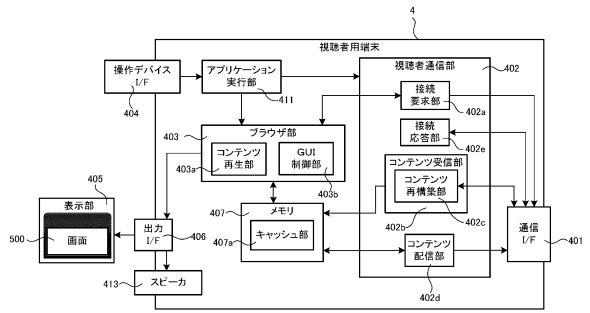 4
視聴者用端末
操作デバイス
I/F
404
アプリケーション
実行部
411
視聴者通信部
402
接続
要求部
402a
接続
応答部
402e
403
ブラウザ部
コンテンツ
再生部
403a
GUI
制御部
403b
コンテンツ受信部
コンテンツ
再構築部
402b
402c
405
表示部
500
画面
出力
I/F
406
407
メモリ
407a
キャッシュ部
コンテンツ
配信部
402d
通信
I/F
401
413
スピーカ